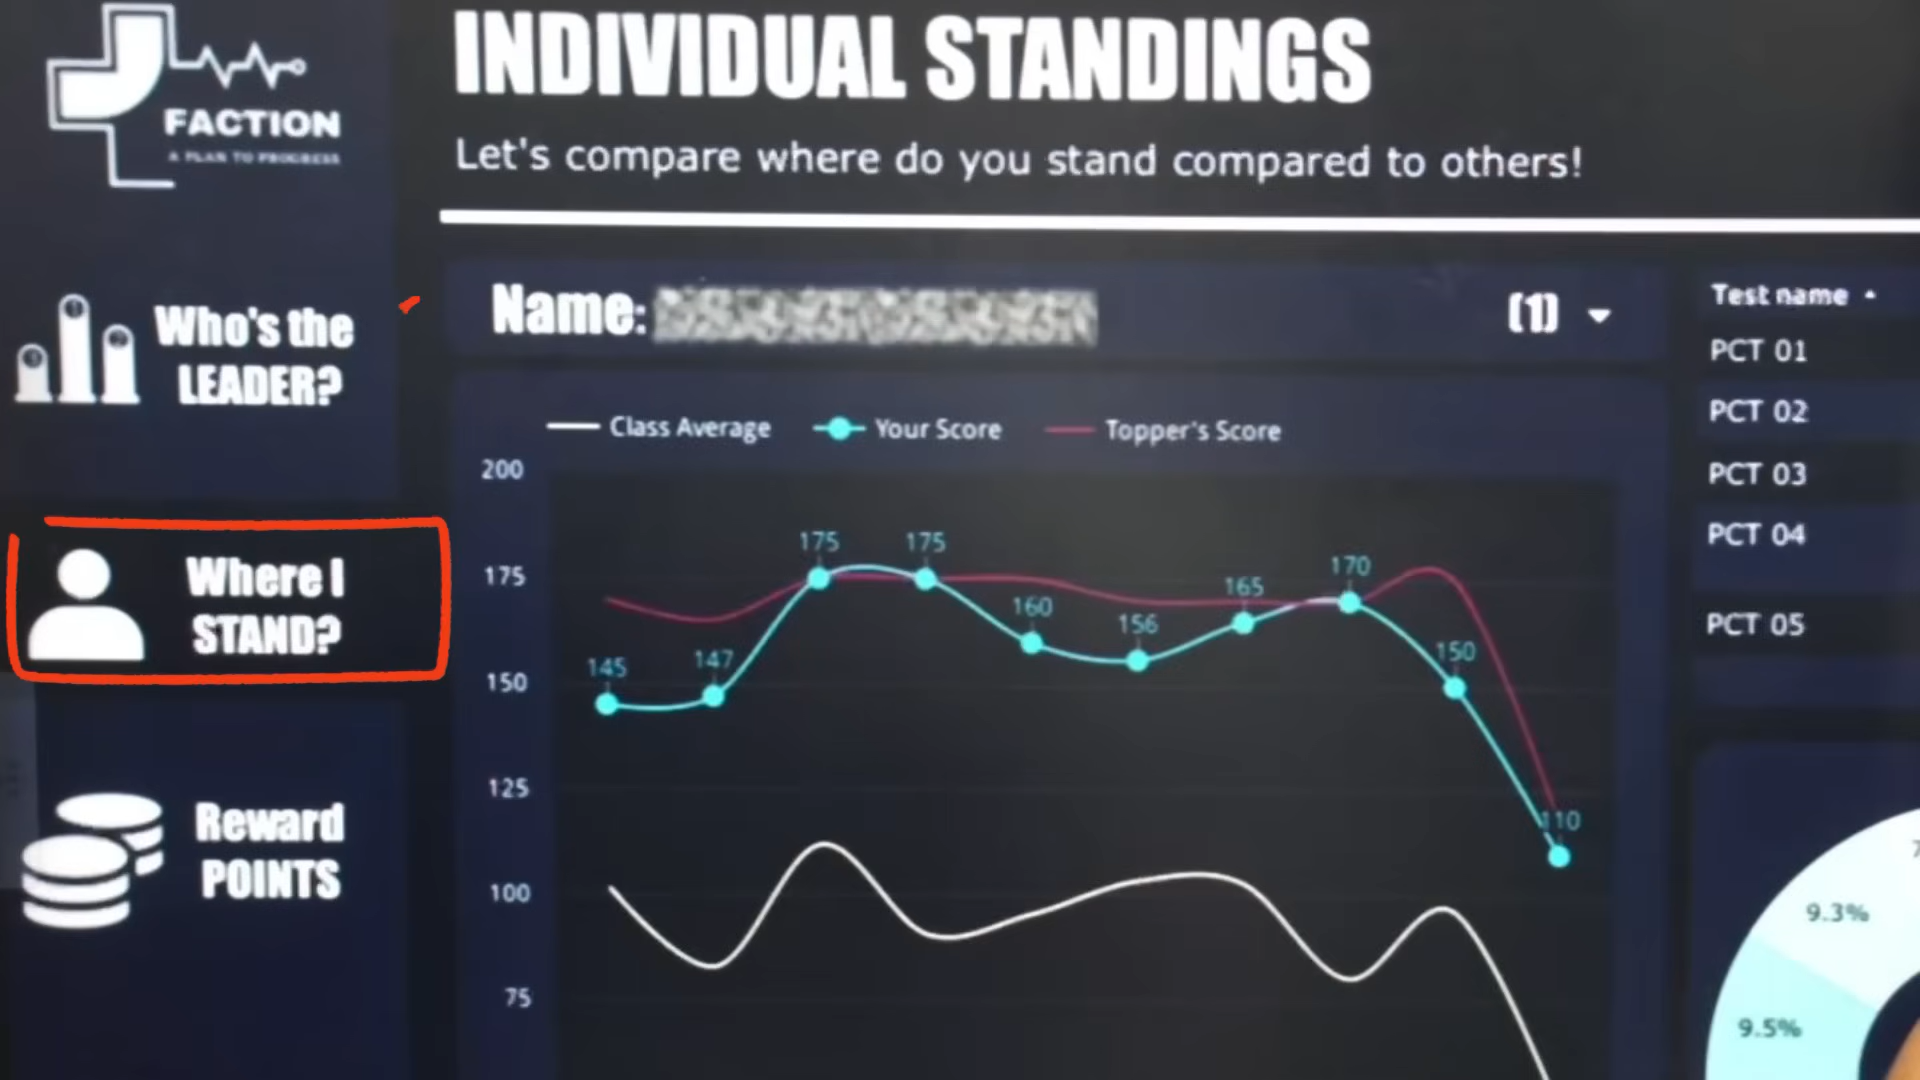 FACTION
A PLAN TO PROGRESS
INDIVIDUAL STANDINGS
Let's compare where do you stand compared to others!
Who's the
LEADER?
Where I
STAND?
Reward
POINTS
Name:
(1)
Class Average
Your Score
Topper's Score
200
175
150
125
100
75
145
147
175
175
160
156
165
170
150
110
Test name
PCT 01
PCT 02
PCT 03
PCT 04
PCT 05
9.3%
9.5%